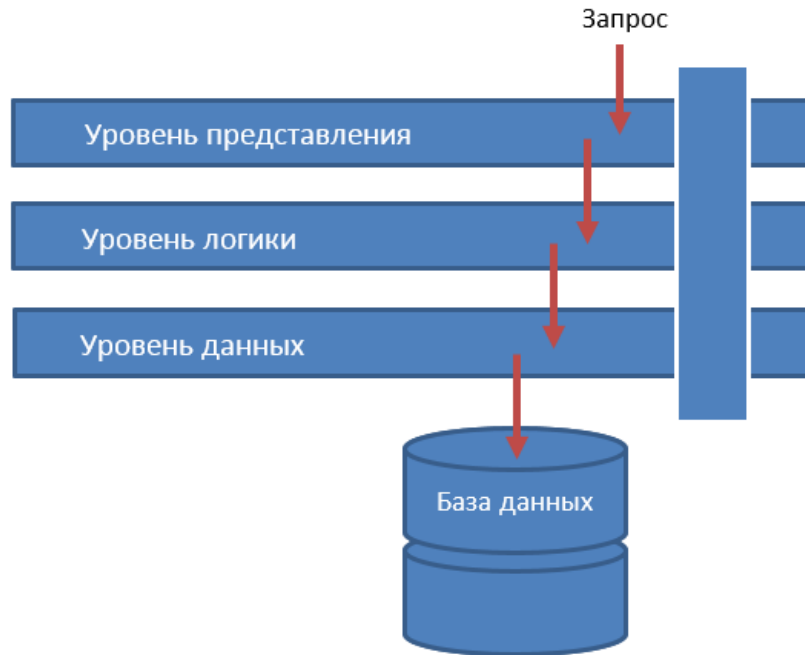 Запрос
Уровень представления
Уровень логики
Уровень данных
База данных